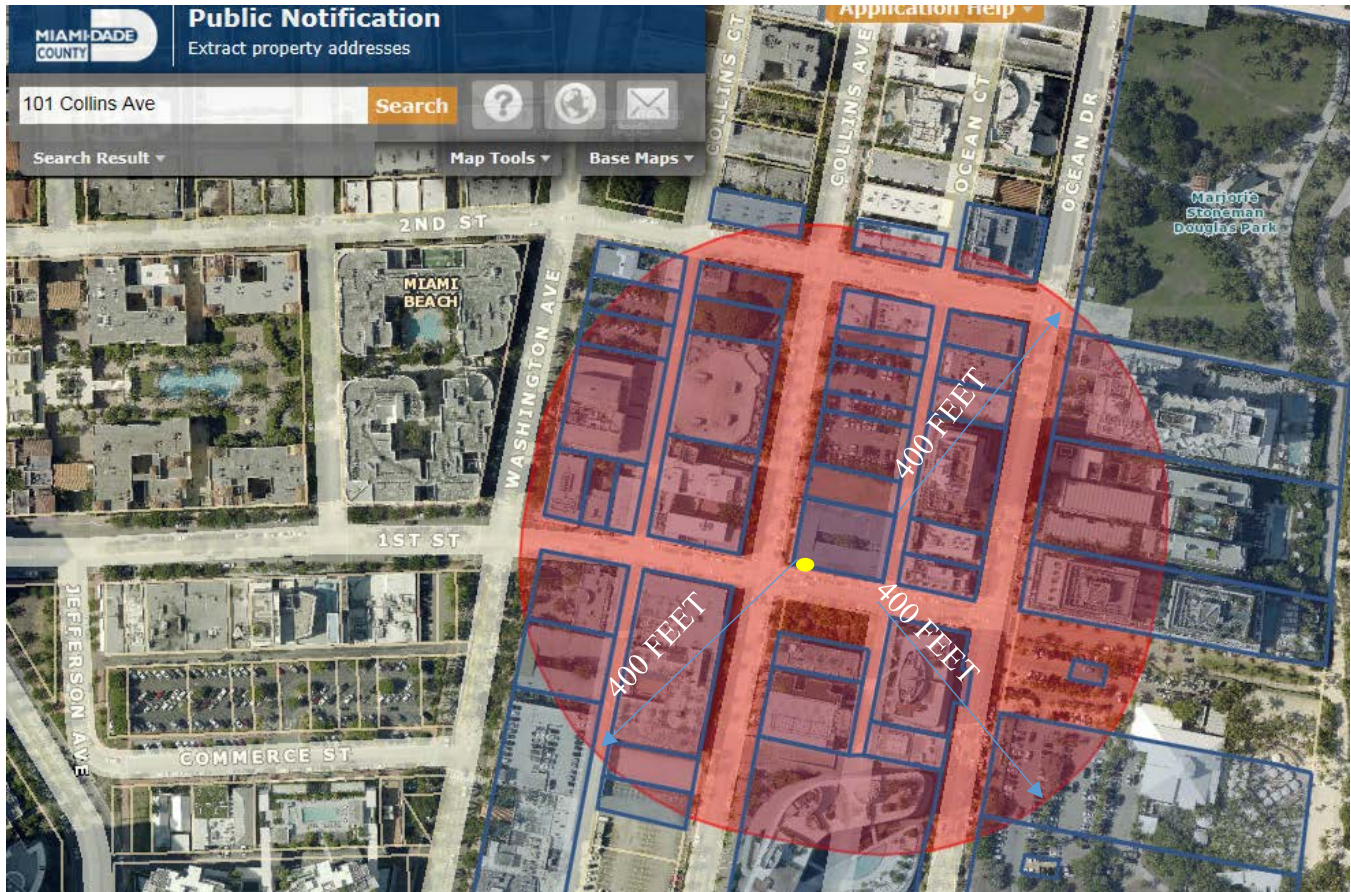 MIAMI-DADE
COUNTY
Public Notification
Extract property addresses
Application Help
101 Collins Ave
Search
?
Search Result
Map Tools
Base Maps
COLLINS CT
COLLINS AVE
OCEAN CT
OCEAN DR
Marjorie
Stoneman
Douglas Park
2ND ST
MIAMI
BEACH
WASHINGTON AVE
400 FEET
1ST ST
400 FEET
400 FEET
JEFFERSON AVE
COMMERCE ST